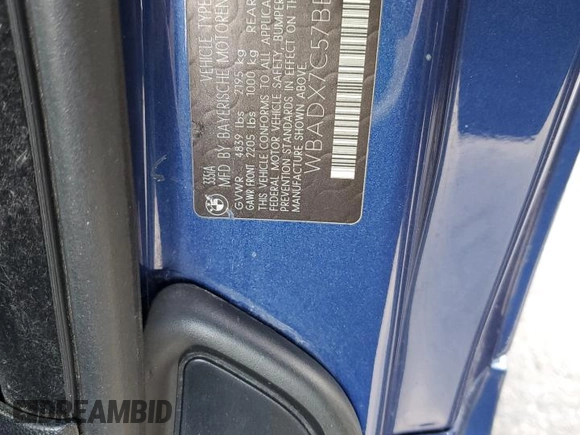 335iA
VEHICLE TYPE
MFD BY BAYERISCHE MOTOREN
GVWR 4839 lbs 2195 kg
GAWR FRONT 2205 lbs 1000 kg REAR
THIS VEHICLE CONFORMS TO ALL APPLICA
FEDERAL MOTOR VEHICLE SAFETY, BUMPER
PREVENTION STANDARDS IN EFFECT
MANUFACTURE SHOWN ABOVE.
WBADX7C57BE
DREAMBID